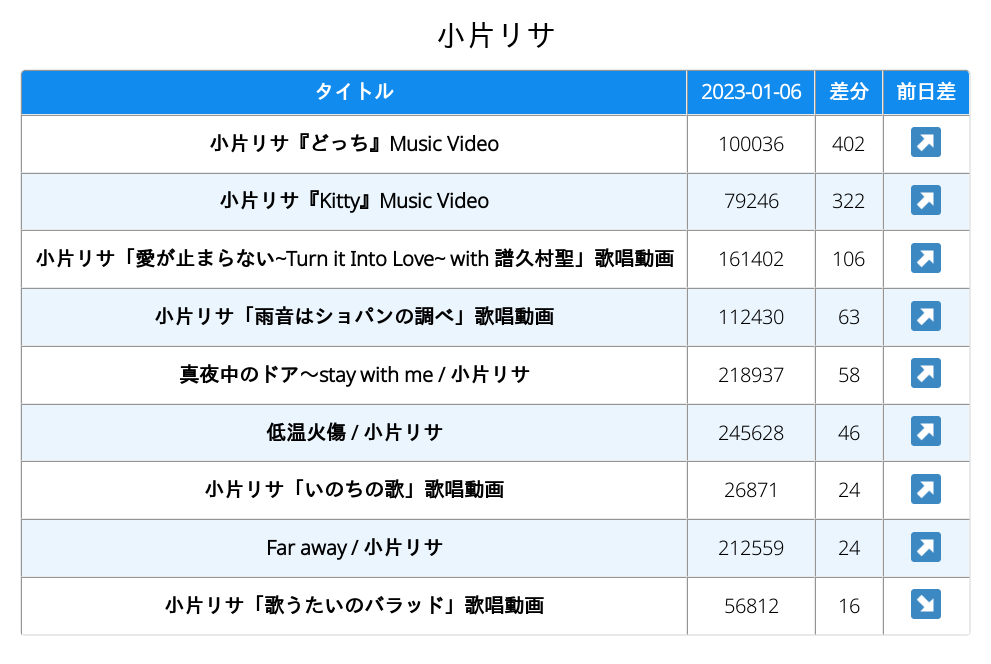 小片リサ
タイトル 2023-01-06 差分 前日差
小片リサ『どっち』Music Video 100036 402 ↗
小片リサ『Kitty』Music Video 79246 322 ↗
小片リサ「愛が止まらない~Turn it Into Love~ with 譜久村聖」歌唱動画 161402 106 ↗
小片リサ「雨音はショパンの調べ」歌唱動画 112430 63 ↗
真夜中のドア〜stay with me / 小片リサ 218937 58 ↗
低温火傷 / 小片リサ 245628 46 ↗
小片リサ「いのちの歌」歌唱動画 26871 24 ↗
Far away / 小片リサ 212559 24 ↗
小片リサ「歌うたいのバラッド」歌唱動画 56812 16 ↘